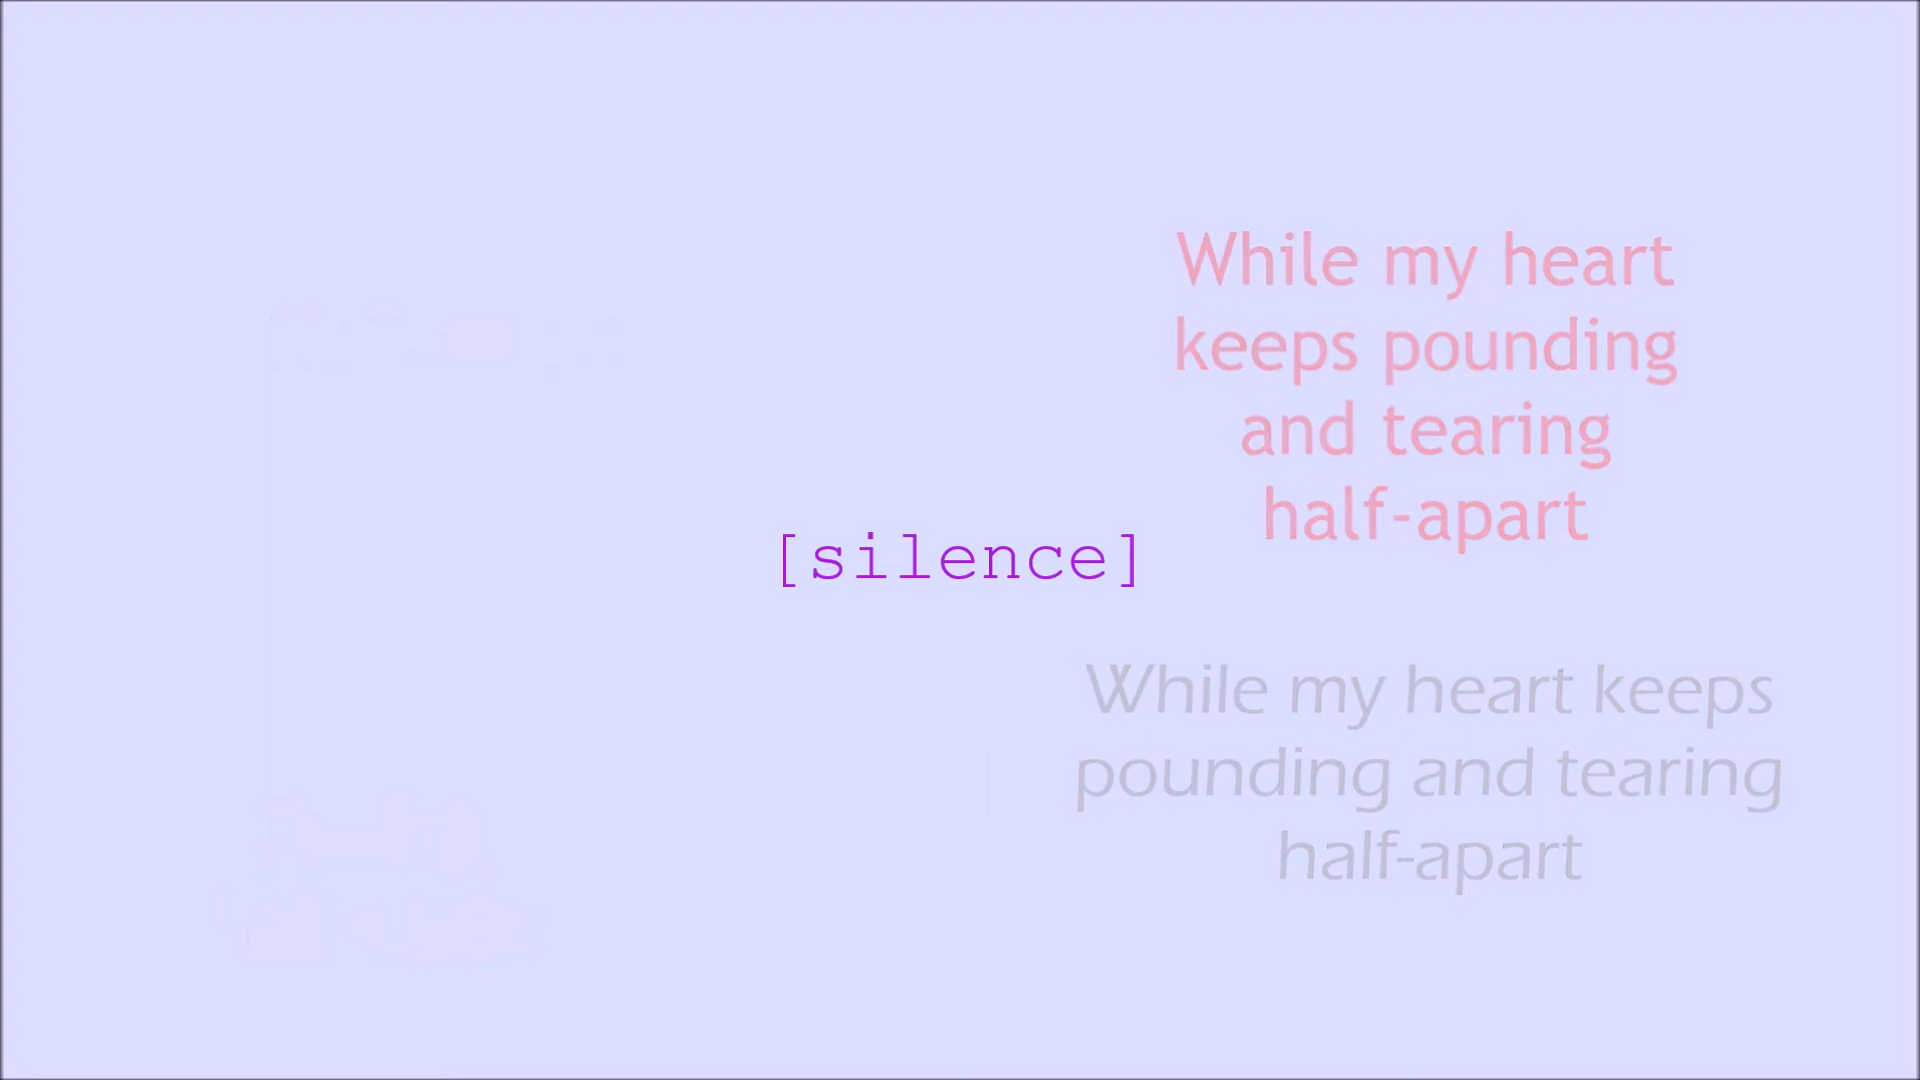 While my heart
keeps pounding
and tearing
half-apart
[silence]
While my heart keeps
pounding and tearing
half-apart